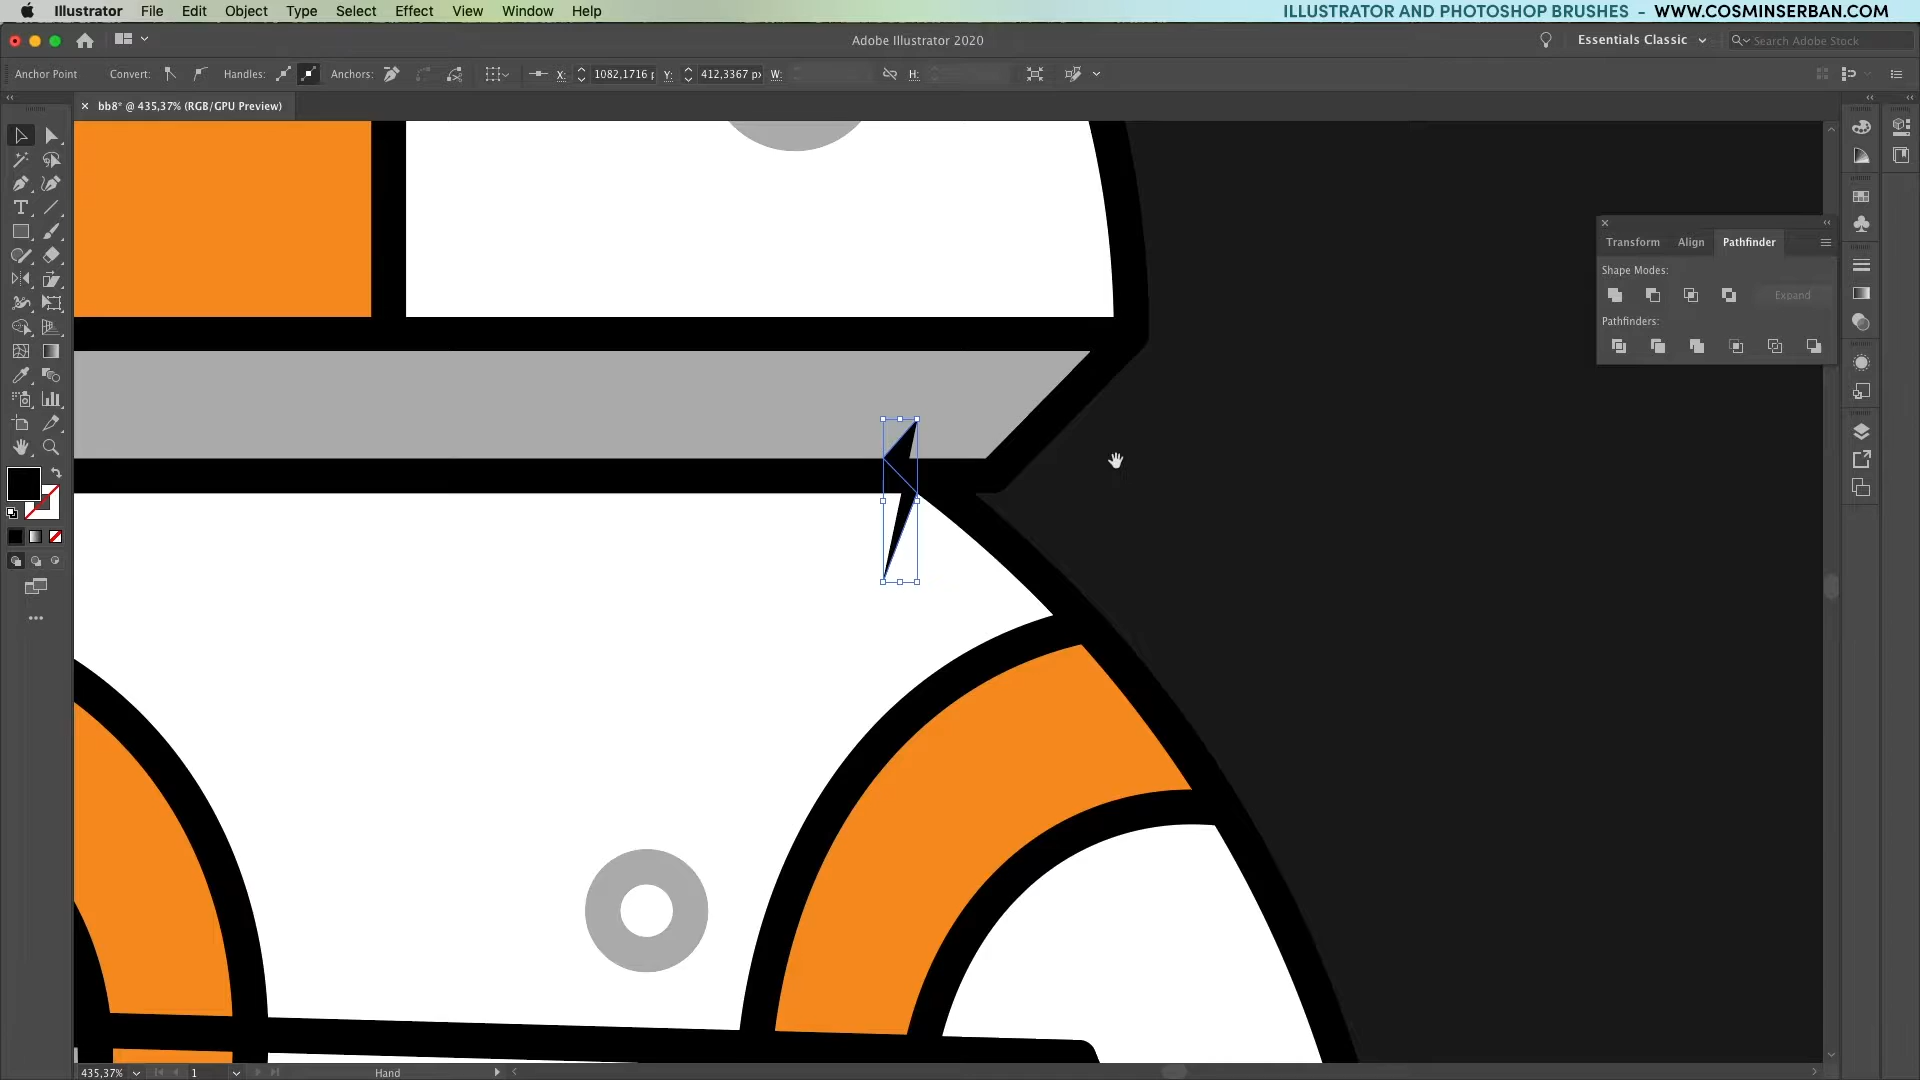 Illustrator File Edit Object Type Select Effect View Window Help
ILLUSTRATOR AND PHOTOSHOP BRUSHES - WWW.COSMINSERBAN.COM
Adobe Illustrator 2020
Essentials Classic
Search Adobe Stock
Anchor Point Convert: Handles: Anchors: X: 1082,1716 Y: 412,3367 px W: H:
bb8* @ 435,37% (RGB/GPU Preview)
Transform Align Pathfinder
Shape Modes:
Expand
Pathfinders:
435,37% 1 Hand